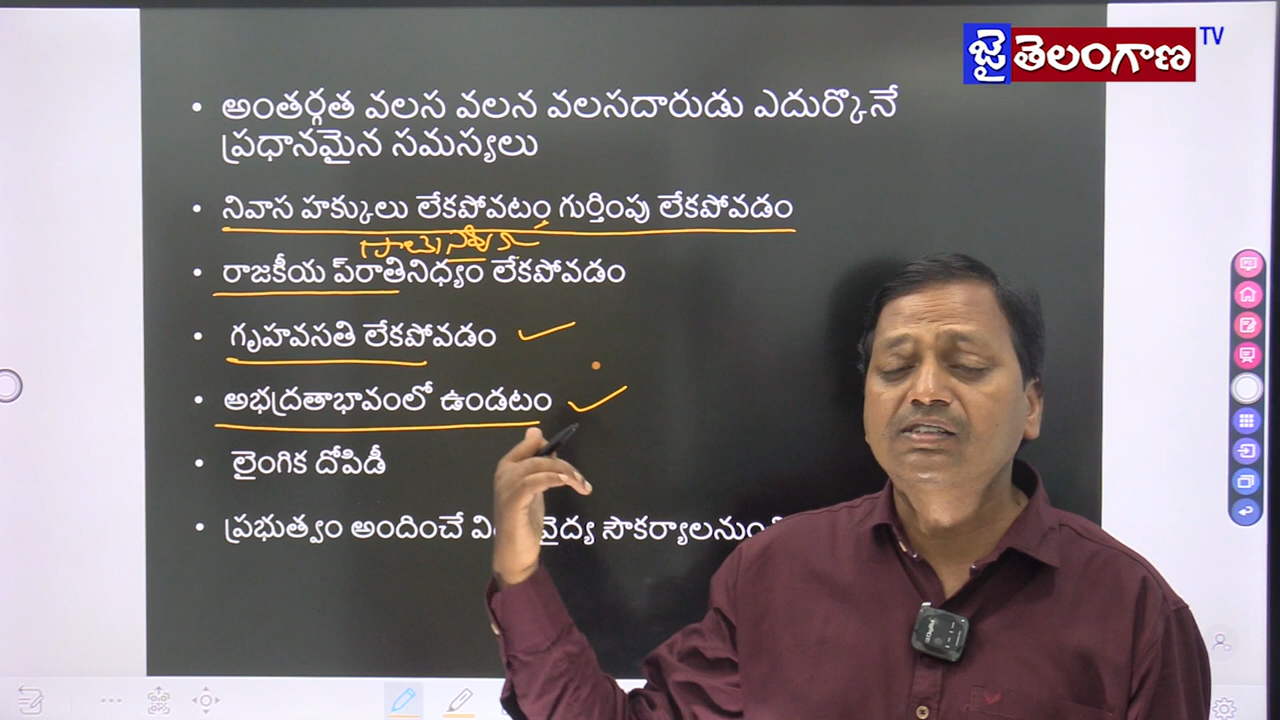 జై తెలంగాణ TV
• అంతర్గత వలస వలన వలసదారుడు ఎదుర్కొనే
ప్రధానమైన సమస్యలు
• నివాస హక్కులు లేకపోవటం, గుర్తింపు లేకపోవడం
• రాజకీయ ప్రాతినిధ్యం లేకపోవడం
• గృహవసతి లేకపోవడం
• అభద్రతాభావంలో ఉండటం
• లైంగిక దోపిడీ
• ప్రభుత్వం అందించే వైద్య సౌకర్యాలనుం